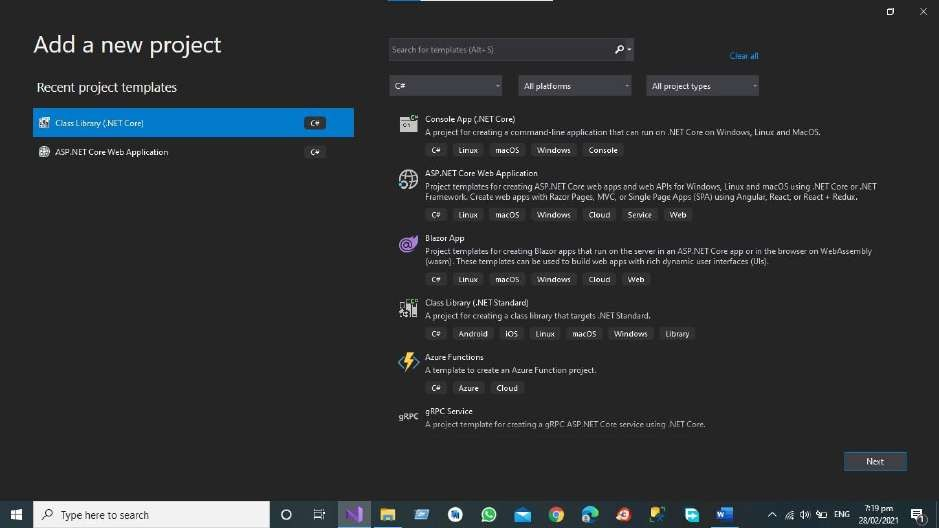 Add a new project
Recent project templates
Class Library (.NET Core)
C#
ASP.NET Core Web Application
C#
Search for templates (Alt+S)
Clear all
C#
All platforms
All project types
Console App (.NET Core)
A project for creating a command-line application that can run on .NET Core on Windows, Linux and MacOS.
C# Linux macOS Windows Console
ASP.NET Core Web Application
Project templates for creating ASP.NET Core web apps and web APIs for Windows, Linux and macOS using .NET Core or .NET
Framework. Create web apps with Razor Pages, MVC, or Single Page Apps (SPA) using Angular, React, or React + Redux.
C# Linux macOS Windows Cloud Service Web
Blazor App
Project templates for creating Blazor apps that run on the server in an ASP.NET Core app or in the browser on WebAssembly
(wasm). These templates can be used to build web apps with rich dynamic user interfaces (UIs).
C# Linux macOS Windows Cloud Web
Class Library (.NET Standard)
A project for creating a class library that targets .NET Standard.
C# Android iOS Linux macOS Windows Library
Azure Functions
A template to create an Azure Function project.
C# Azure Cloud
gRPC
gRPC Service
A project template for creating a gRPC ASP.NET Core service using .NET Core.
Next
Type here to search
ENG
7:19 pm
28/02/2021